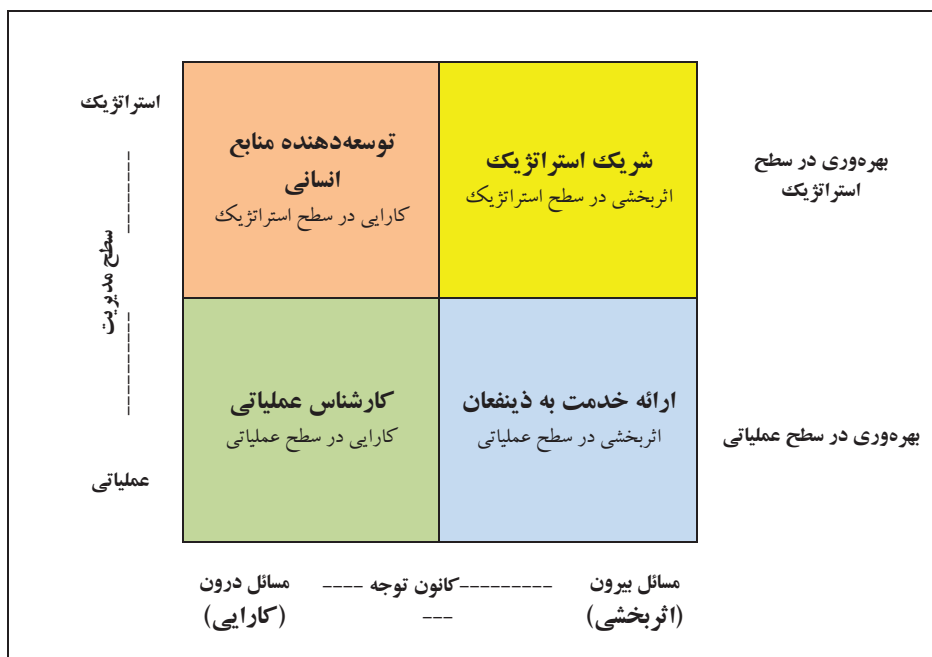 استراتژیک
---------
سطح مدیریت
----------
عملیاتی
شریک استراتژیک
اثربخشی در سطح استراتژیک
توسعه‌دهنده منابع
انسانی
کارایی در سطح استراتژیک
بهره‌وری در سطح
استراتژیک
ارائه خدمت به ذینفعان
اثربخشی در سطح عملیاتی
کارشناس عملیاتی
کارایی در سطح عملیاتی
بهره‌وری در سطح عملیاتی
مسائل بیرون ---------کانون توجه ---- مسائل درون
(اثربخشی) --- (کارایی)